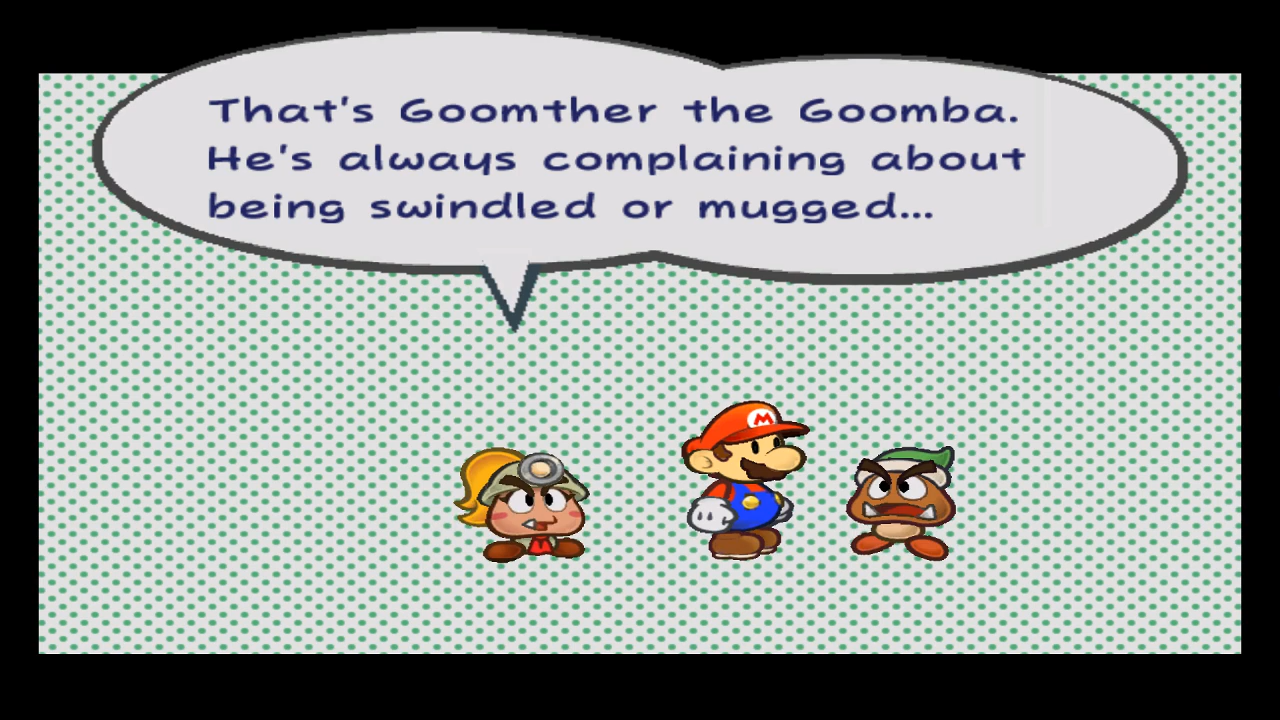 That's Goomther the Goomba.
He's always complaining about
being swindled or mugged...
M